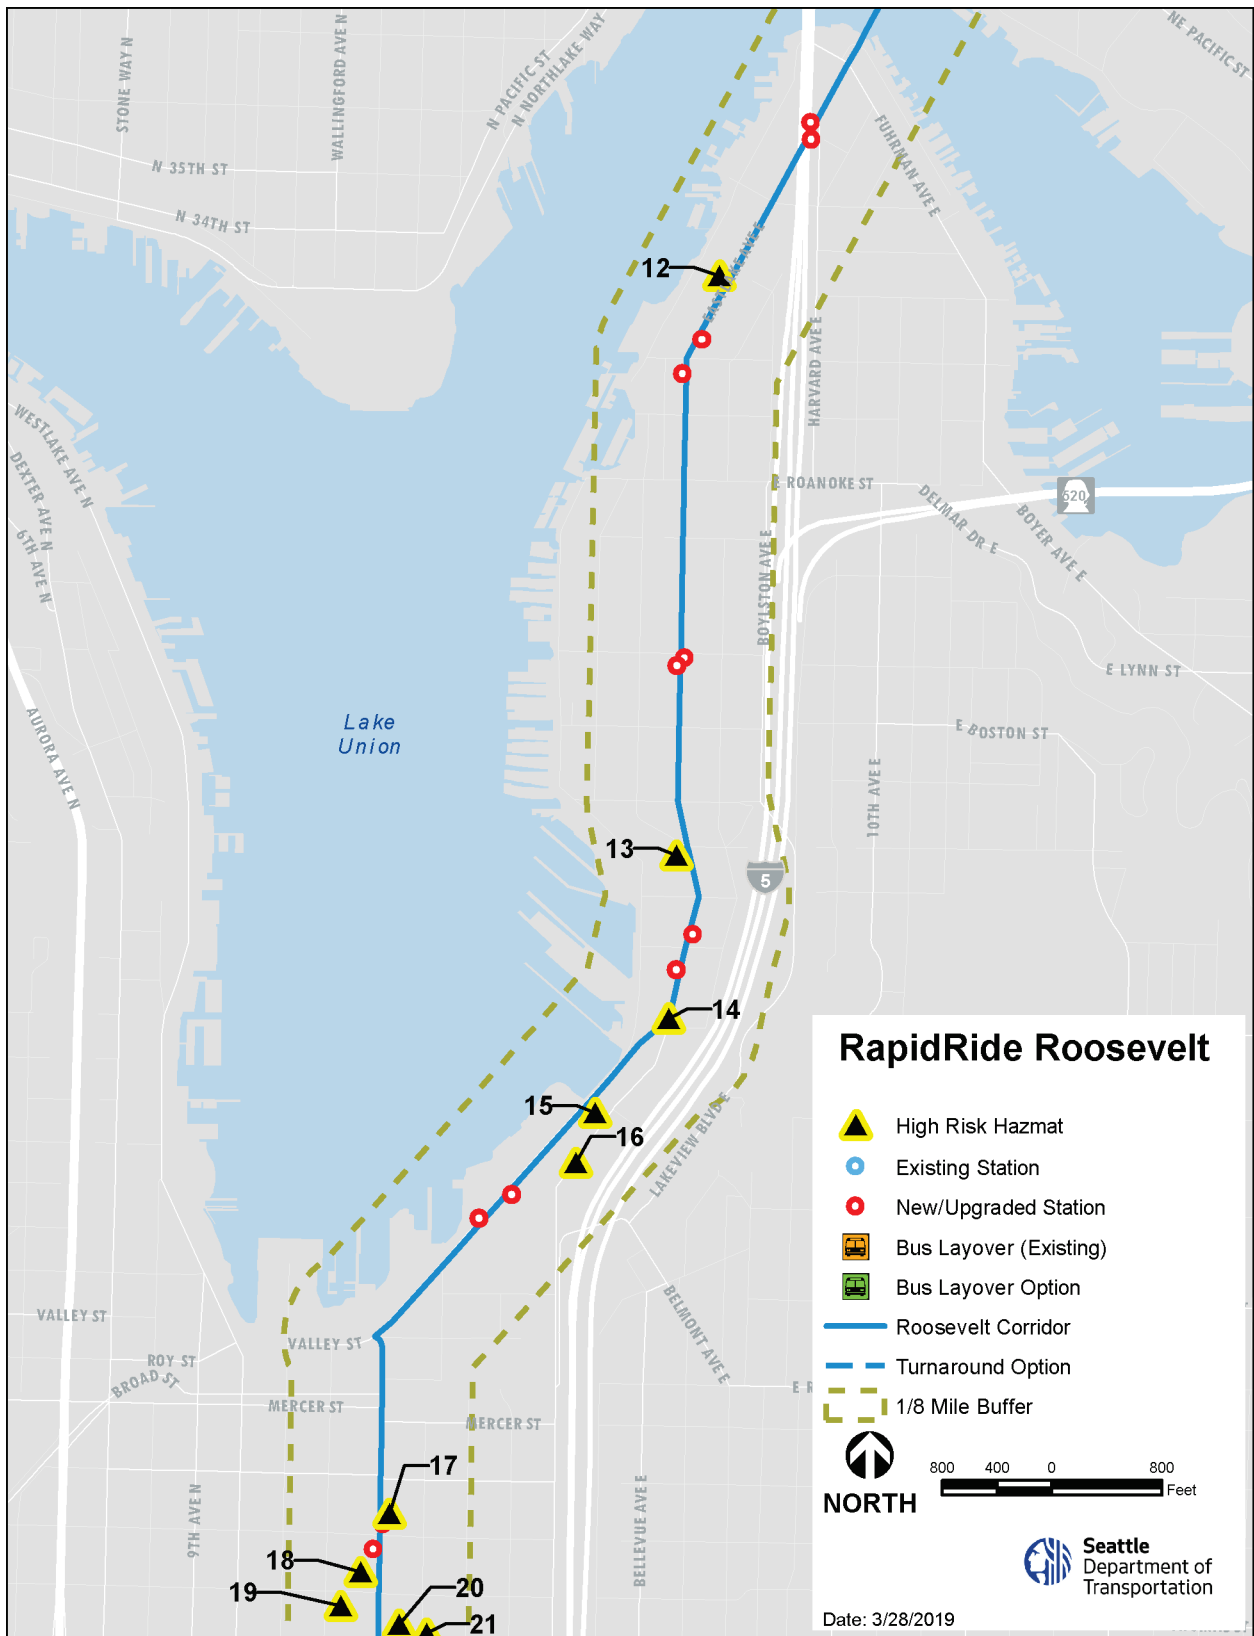 NE PACIFIC ST
STONE WAY N
WALLINGFORD AVE N
N PACIFIC ST
N NORTHLAKE WAY
FUHRMAN AVE E
N 35TH ST
N 34TH ST
12
EASTLAKE AVE E
HARVARD AVE E
WESTLAKE AVE N
DEXTER AVE N
6TH AVE N
E ROANOKE ST
520
DELMAR DR E
BOYER AVE E
BOYLSTON AVE E
E LYNN ST
Lake
Union
AURORA AVE N
E BOSTON ST
10TH AVE E
13
5
14
15
16
LAKEVIEW BLVD E
VALLEY ST
VALLEY ST
ROY ST
BROAD ST
BELMONT AVE E
E R
MERCER ST
MERCER ST
17
9TH AVE N
BELLEVUE AVE E
18
19
20
21
RapidRide Roosevelt
High Risk Hazmat
Existing Station
New/Upgraded Station
Bus Layover (Existing)
Bus Layover Option
Roosevelt Corridor
Turnaround Option
1/8 Mile Buffer
NORTH
800 400 0 800
Feet
Seattle
Department of
Transportation
Date: 3/28/2019